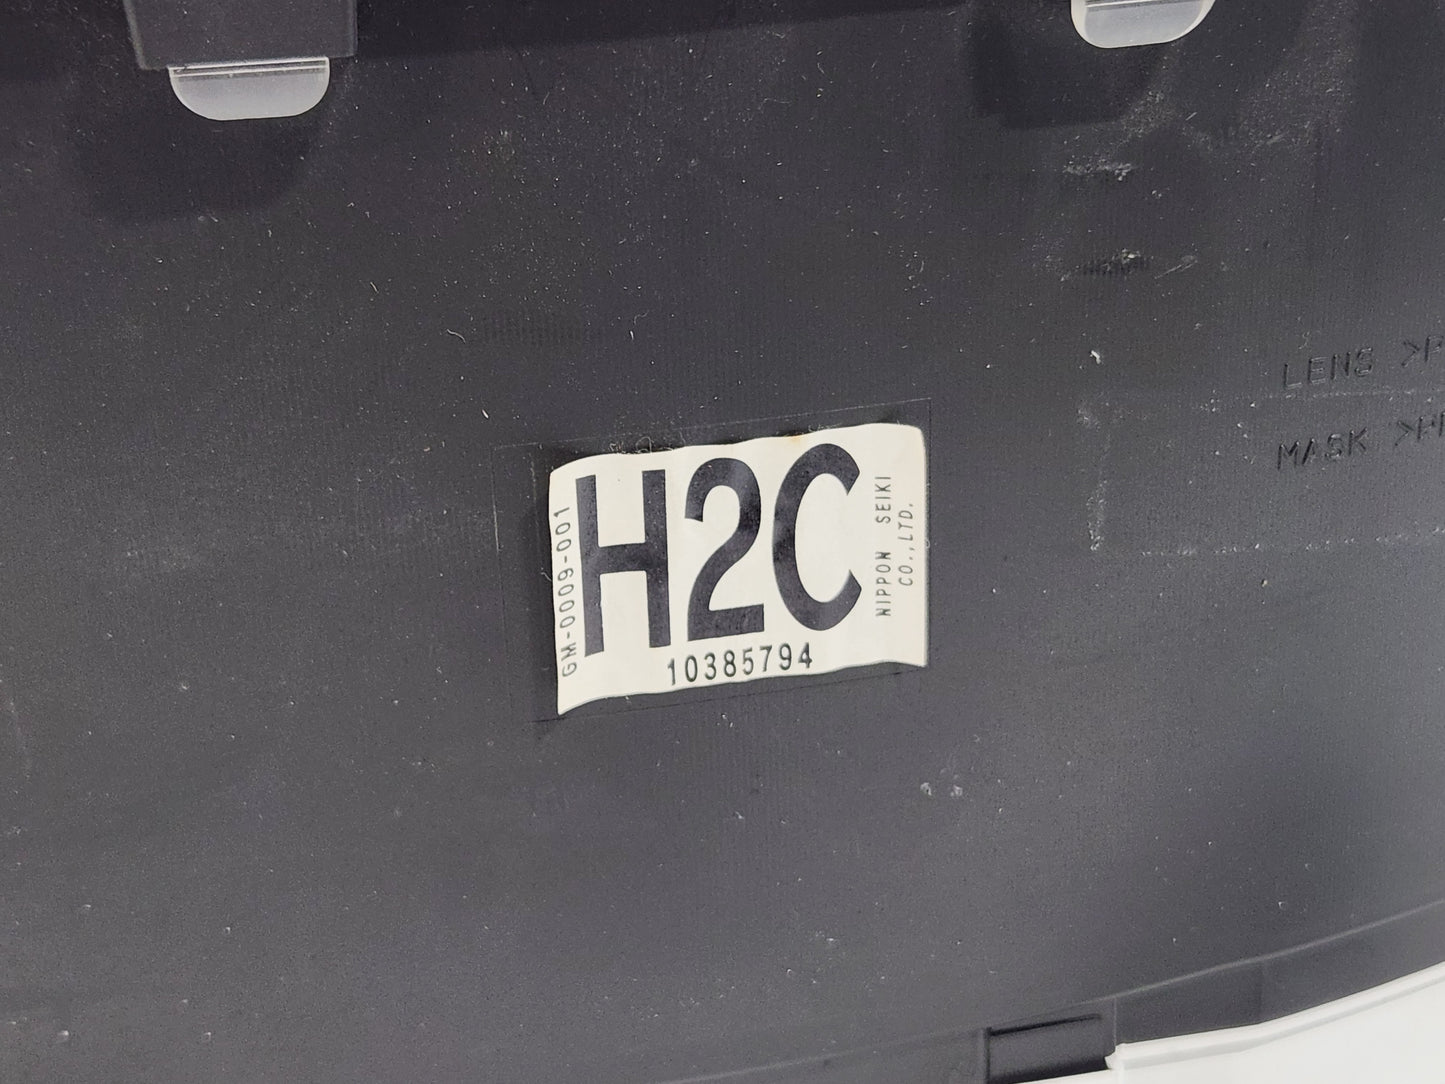 LENS >P
MASK >P
GM-0009-001
H2C
NIPPON SEIKI
CO.,LTD.
10385794